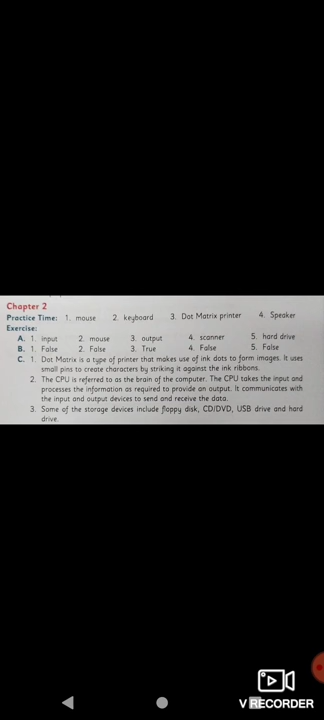 Chapter 2
Practice Time: 1. mouse 2. keyboard 3. Dot Matrix printer 4. Speaker
Exercise:
A. 1. input 2. mouse 3. output 4. scanner 5. hard drive
B. 1. False 2. False 3. True 4. False 5. False
C. 1. Dot Matrix is a type of printer that makes use of ink dots to form images. It uses
small pins to create characters by striking it against the ink ribbons.
2. The CPU is referred to as the brain of the computer. The CPU takes the input and
processes the information as required to provide an output. It communicates with
the input and output devices to send and receive the data.
3. Some of the storage devices include floppy disk, CD/DVD, USB drive and hard
drive.
V RECORDER